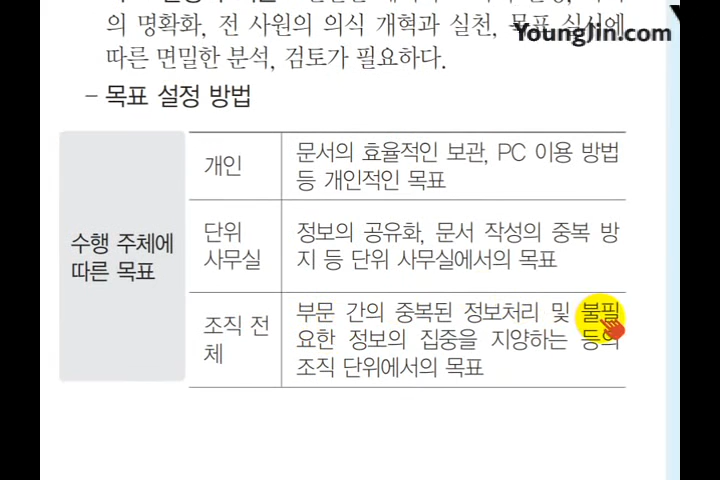 의 명확화, 전 사원의 의식 개혁과 실천, 목표 실시에
YoungJin.com
따른 면밀한 분석, 검토가 필요하다.
– 목표 설정 방법
수행 주체에
따른 목표
개인
문서의 효율적인 보관, PC 이용 방법
등 개인적인 목표
단위
사무실
정보의 공유화, 문서 작성의 중복 방
지 등 단위 사무실에서의 목표
조직 전
체
부문 간의 중복된 정보처리 및 불필
요한 정보의 집중을 지양하는 등의
조직 단위에서의 목표